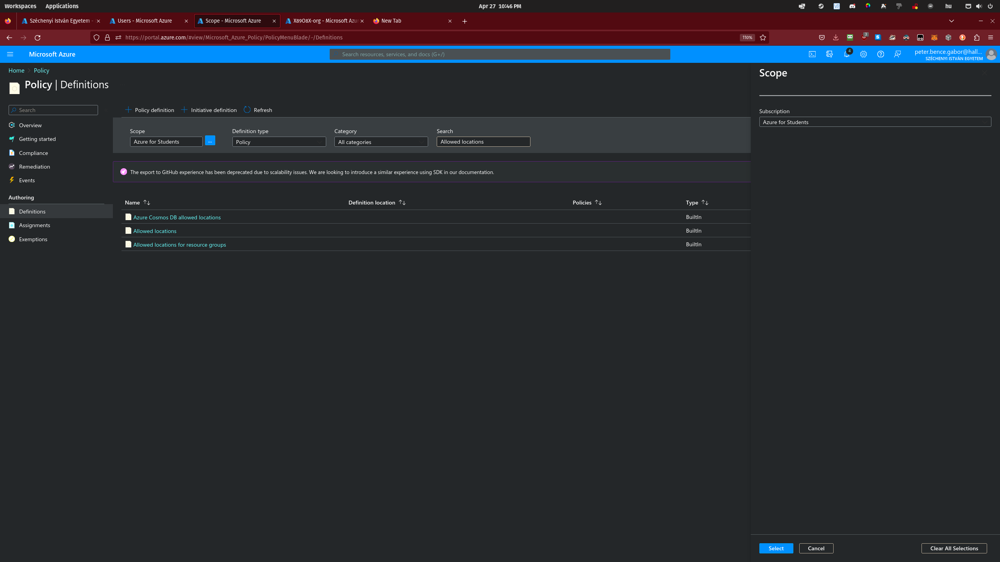 Workspaces Applications Apr 27 10:46 PM hu
Széchenyi István Egyetem - Users - Microsoft Azure Scope - Microsoft Azure X89O8X-org - Microsoft Azur New Tab
https://portal.azure.com/#view/Microsoft_Azure_Policy/PolicyMenuBlade/~/Definitions 110% 3
Microsoft Azure Search resources, services, and docs (G+/) 4 peter.bence.gabor@hall...
SZÉCHENYI ISTVÁN EGYETEM
Home Policy
Policy | Definitions
Search
Overview
Getting started
Compliance
Remediation
Events
Authoring
Definitions
Assignments
Exemptions
Policy definition Initiative definition Refresh
Scope Definition type Category Search
Azure for Students ... Policy All categories Allowed locations
The export to GitHub experience has been deprecated due to scalability issues. We are looking to introduce a similar experience using SDK in our documentation.
Name Definition location Policies Type
Azure Cosmos DB allowed locations BuiltIn
Allowed locations BuiltIn
Allowed locations for resource groups BuiltIn
Scope
Subscription
Azure for Students
Select Cancel Clear All Selections